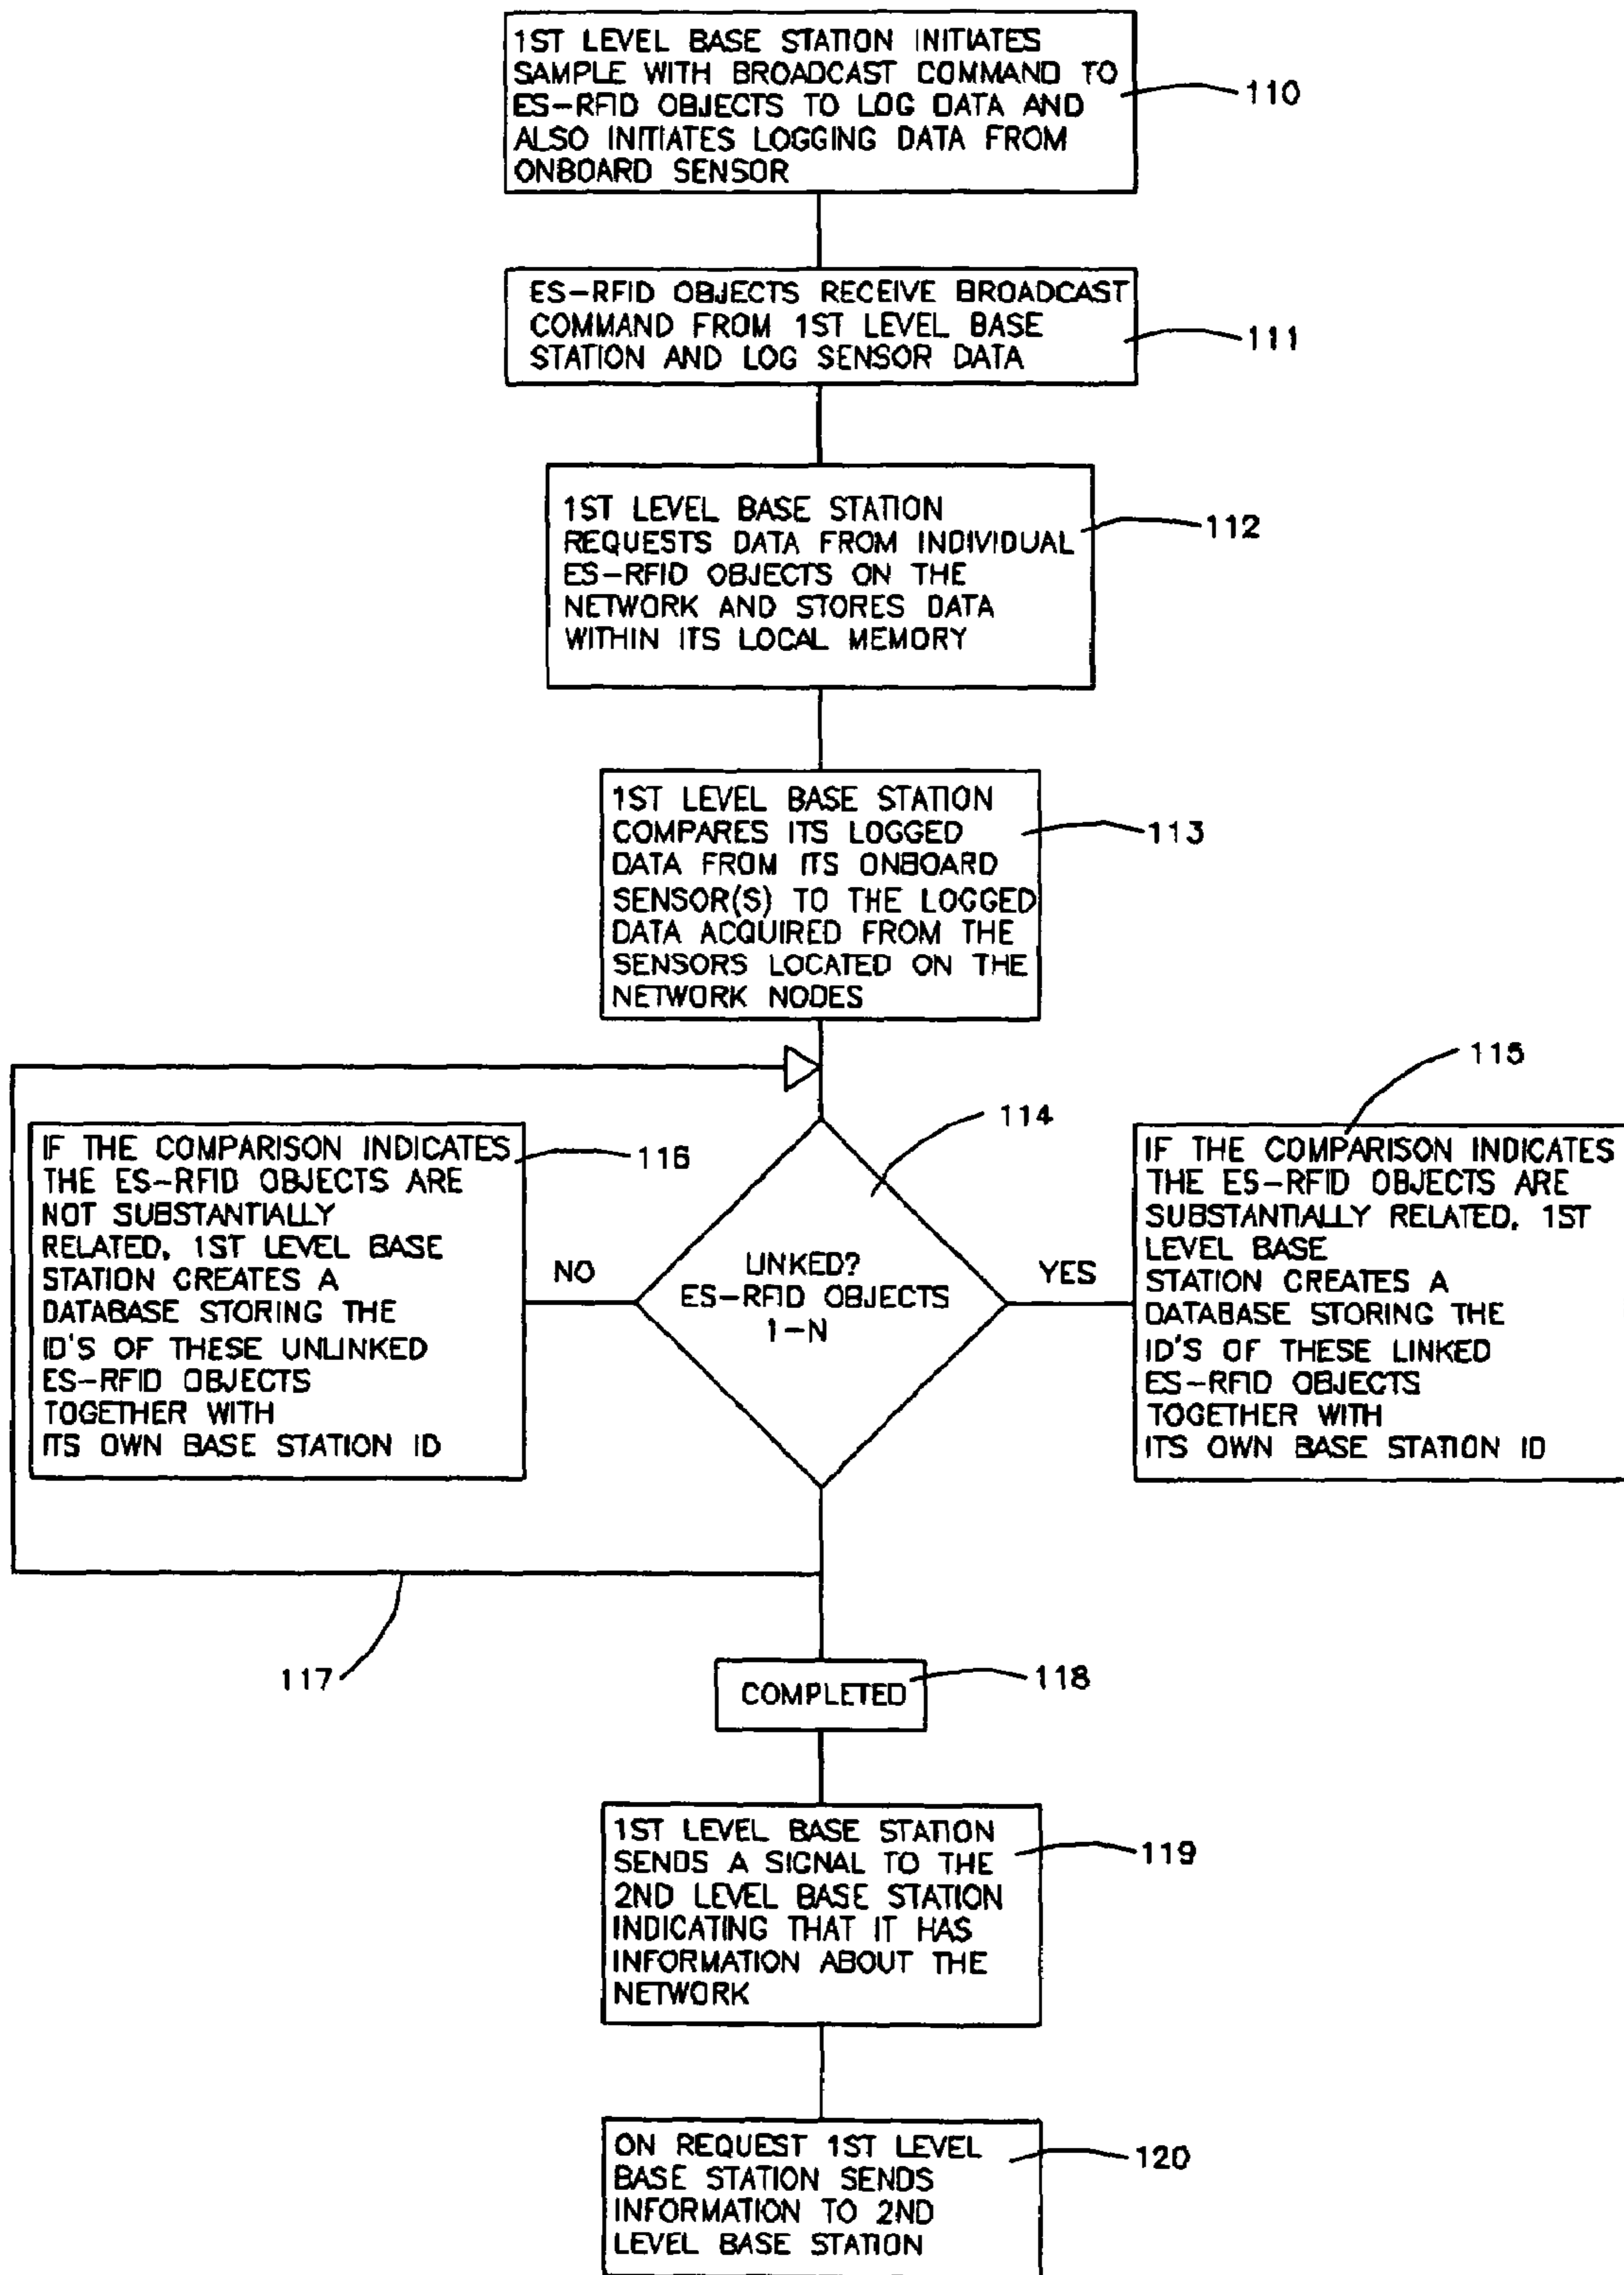 1ST LEVEL BASE STATION INITIATES
SAMPLE WITH BROADCAST COMMAND TO
ES-RFID OBJECTS TO LOG DATA AND
ALSO INITIATES LOGGING DATA FROM
ONBOARD SENSOR
110
ES-RFID OBJECTS RECEIVE BROADCAST
COMMAND FROM 1ST LEVEL BASE
STATION AND LOG SENSOR DATA
111
1ST LEVEL BASE STATION
REQUESTS DATA FROM INDIVIDUAL
ES-RFID OBJECTS ON THE
NETWORK AND STORES DATA
WITHIN ITS LOCAL MEMORY
112
1ST LEVEL BASE STATION
COMPARES ITS LOGGED
DATA FROM ITS ONBOARD
SENSOR(S) TO THE LOGGED
DATA ACQUIRED FROM THE
SENSORS LOCATED ON THE
NETWORK NODES
113
IF THE COMPARISON INDICATES
THE ES-RFID OBJECTS ARE
NOT SUBSTANTIALLY
RELATED, 1ST LEVEL BASE
STATION CREATES A
DATABASE STORING THE
ID'S OF THESE UNLINKED
ES-RFID OBJECTS
TOGETHER WITH
ITS OWN BASE STATION ID
116
NO
114
LINKED?
ES-RFID OBJECTS
1-N
YES
115
IF THE COMPARISON INDICATES
THE ES-RFID OBJECTS ARE
SUBSTANTIALLY RELATED, 1ST
LEVEL BASE
STATION CREATES A
DATABASE STORING THE
ID'S OF THESE LINKED
ES-RFID OBJECTS
TOGETHER WITH
ITS OWN BASE STATION ID
117
COMPLETED
118
1ST LEVEL BASE STATION
SENDS A SIGNAL TO THE
2ND LEVEL BASE STATION
INDICATING THAT IT HAS
INFORMATION ABOUT THE
NETWORK
119
ON REQUEST 1ST LEVEL
BASE STATION SENDS
INFORMATION TO 2ND
LEVEL BASE STATION
120